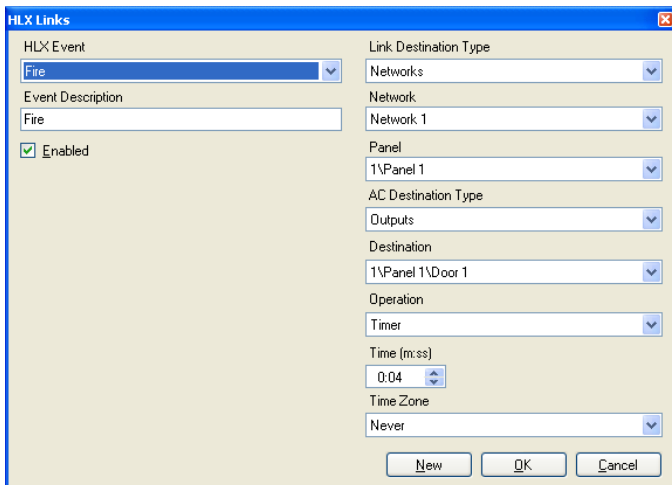 HLX Links
HLX Event
Fire
Event Description
Fire
Enabled
Link Destination Type
Networks
Network
Network 1
Panel
1\Panel 1
AC Destination Type
Outputs
Destination
1\Panel 1\Door 1
Operation
Timer
Time (m:ss)
0:04
Time Zone
Never
New OK Cancel